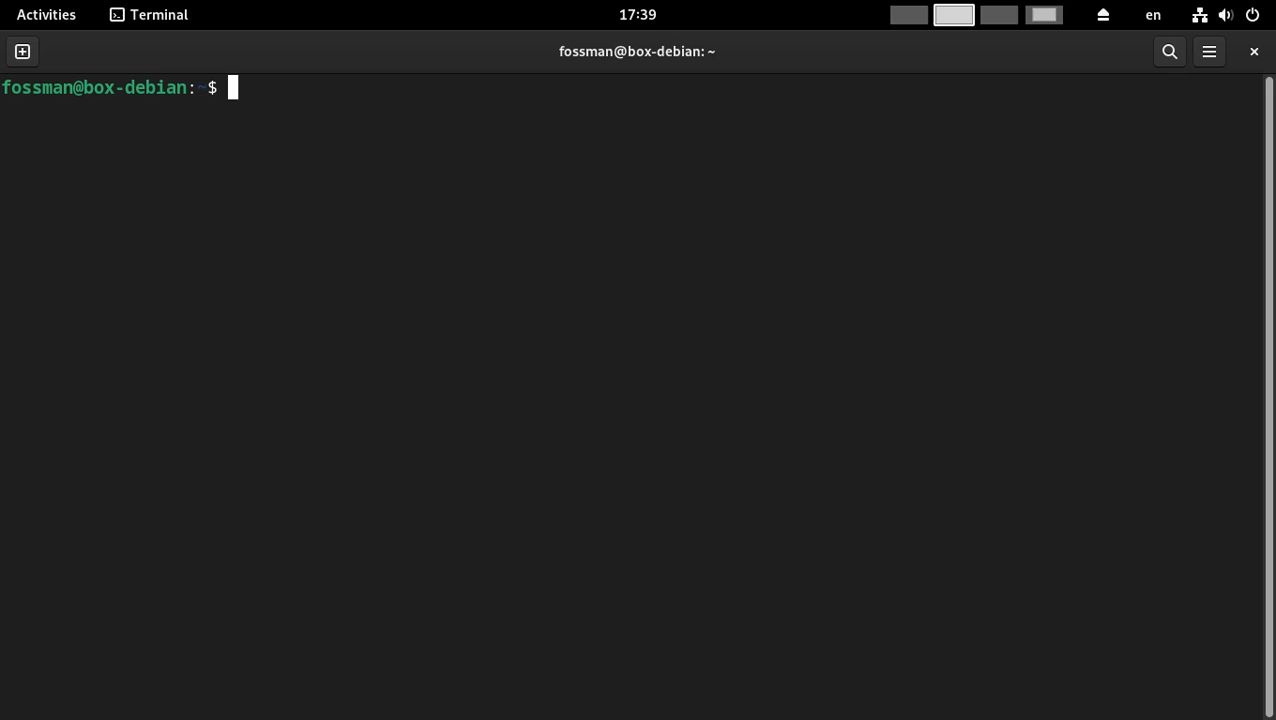 Activities Terminal 17:39 en
fossman@box-debian: ~
fossman@box-debian:~$